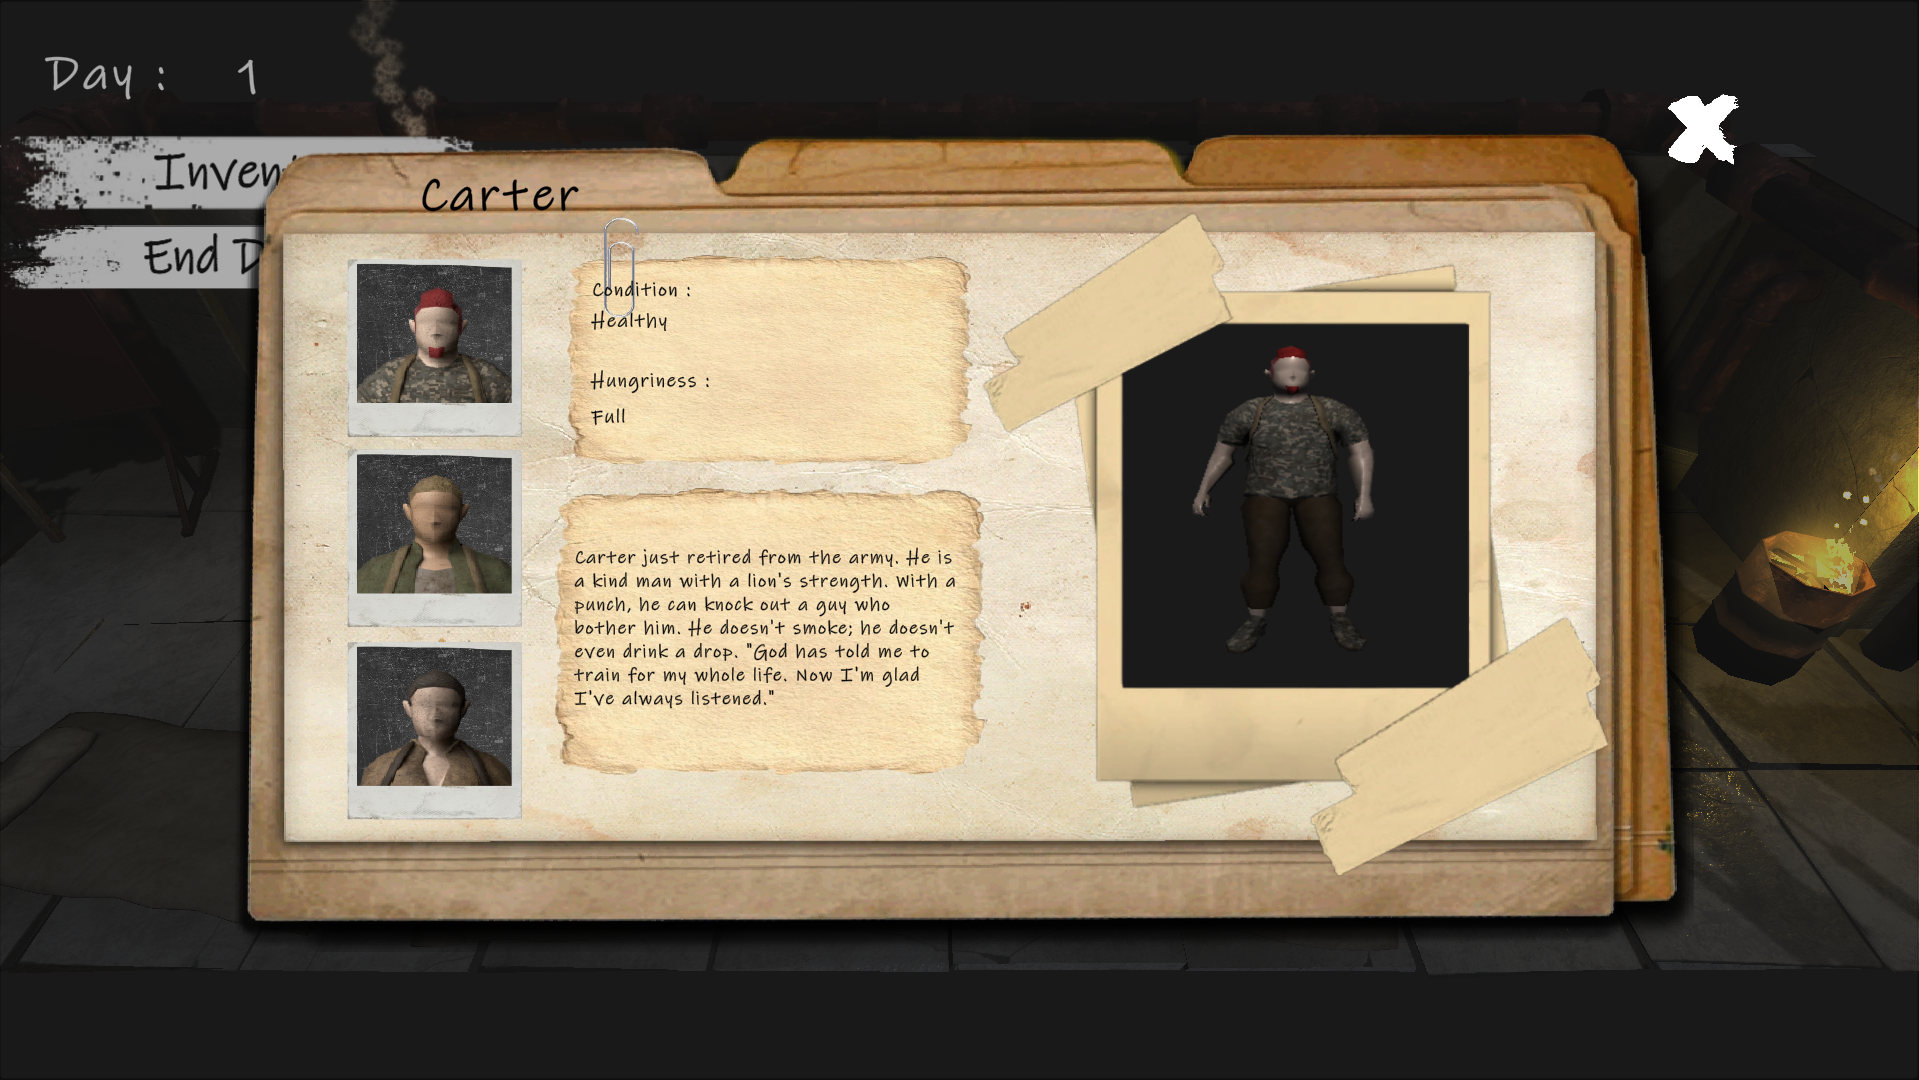 Day : 1
Inven
End D
Carter
Condition :
Healthy
Hungriness :
Full
Carter just retired from the army. He is
a kind man with a lion's strength. With a
punch, he can knock out a guy who
bother him. He doesn't smoke; he doesn't
even drink a drop. "God has told me to
train for my whole life. Now I'm glad
I've always listened."